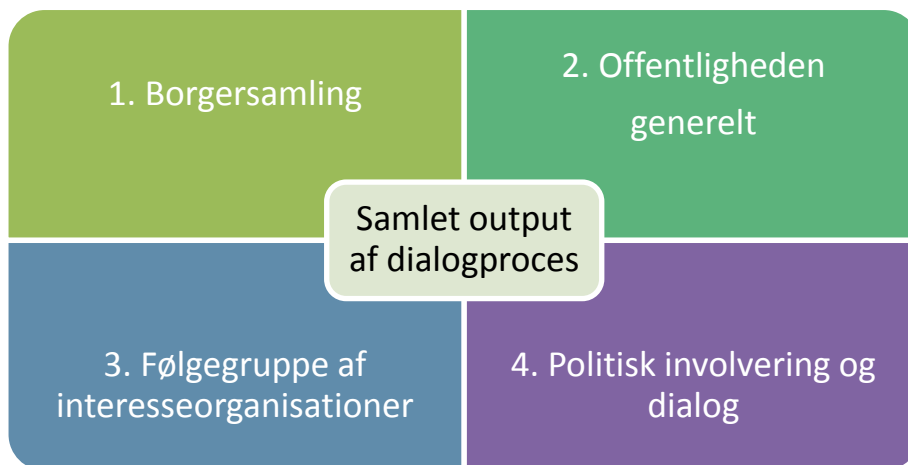 1. Borgersamling
2. Offentligheden
generelt
Samlet output
af dialogproces
3. Følgegruppe af
interesseorganisationer
4. Politisk involvering og
dialog